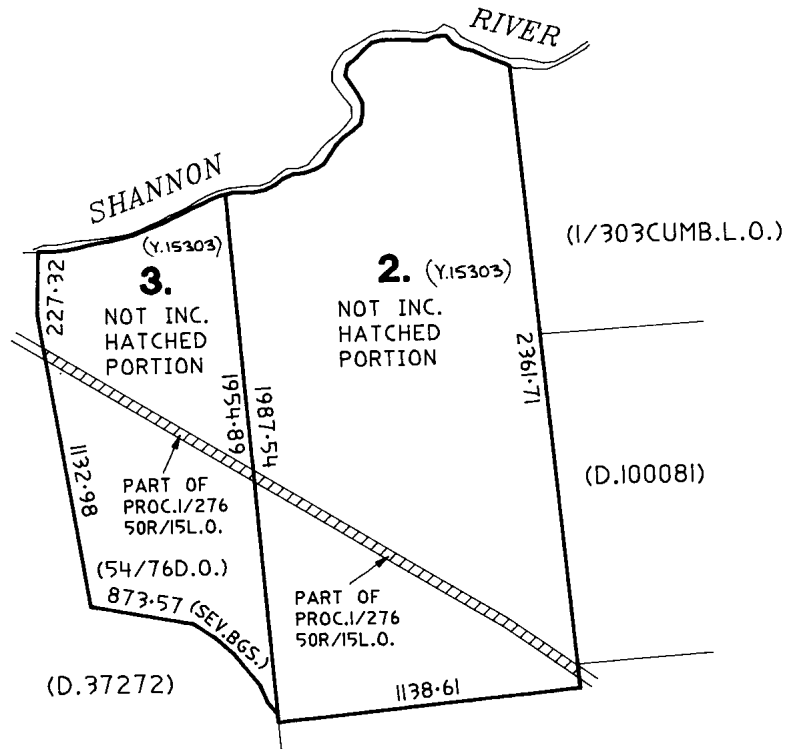 RIVER
SHANNON
(Y.15303)
3.
NOT INC.
HATCHED
PORTION
227·32
2. (Y.15303)
NOT INC.
HATCHED
PORTION
(1/303CUMB.L.O.)
2361·71
1954·89
1987·54
1132·98
PART OF
PROC.1/276
50R/15L.O.
(D.100081)
(54/76D.O.)
873·57 (SEV.BGS.)
PART OF
PROC.1/276
50R/15L.O.
(D.37272)
1138·61